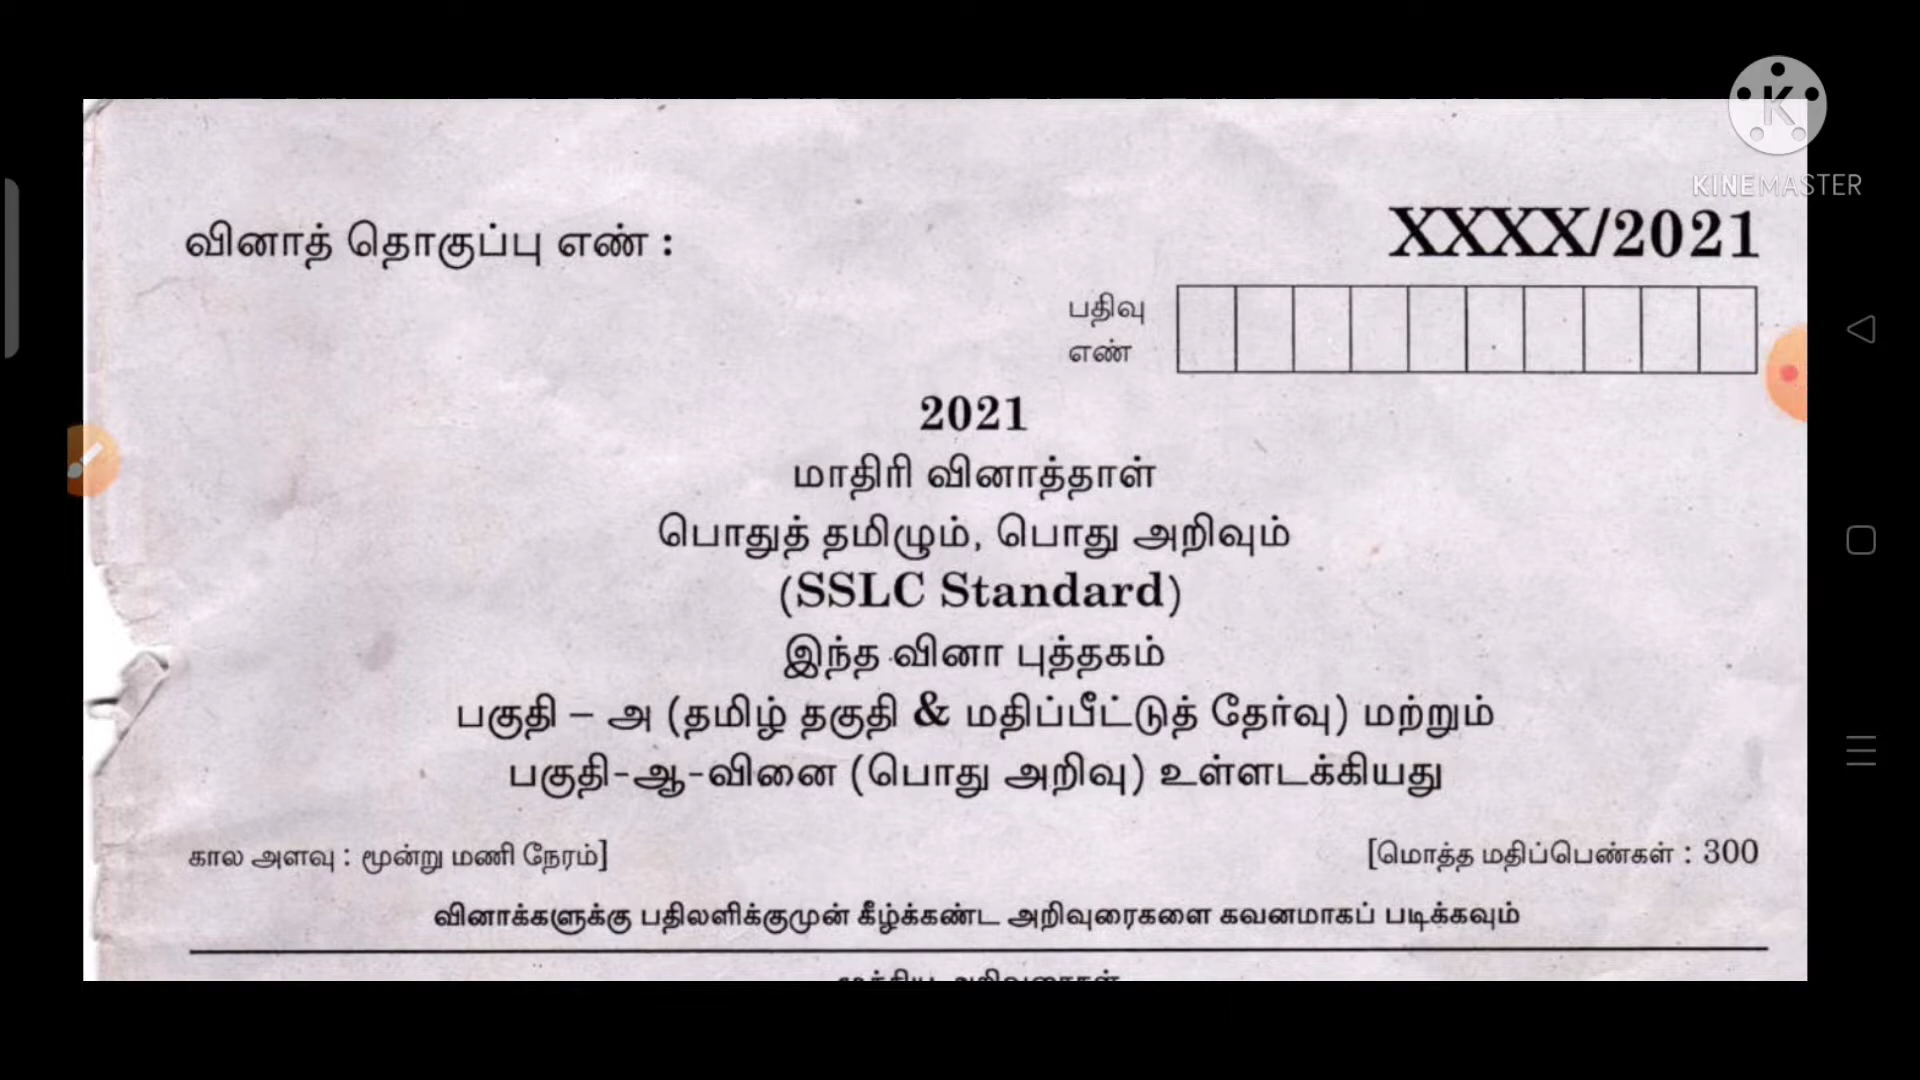 KINEMASTER
வினாத் தொகுப்பு எண் :
XXXX/2021
பதிவு
எண்
2021
மாதிரி வினாத்தாள்
பொதுத் தமிழும், பொது அறிவும்
(SSLC Standard)
இந்த வினா புத்தகம்
பகுதி – அ (தமிழ் தகுதி & மதிப்பீட்டுத் தேர்வு) மற்றும்
பகுதி-ஆ-வினை (பொது அறிவு) உள்ளடக்கியது
கால அளவு : மூன்று மணி நேரம்]
[மொத்த மதிப்பெண்கள் : 300
வினாக்களுக்கு பதிலளிக்குமுன் கீழ்க்கண்ட அறிவுரைகளை கவனமாகப் படிக்கவும்